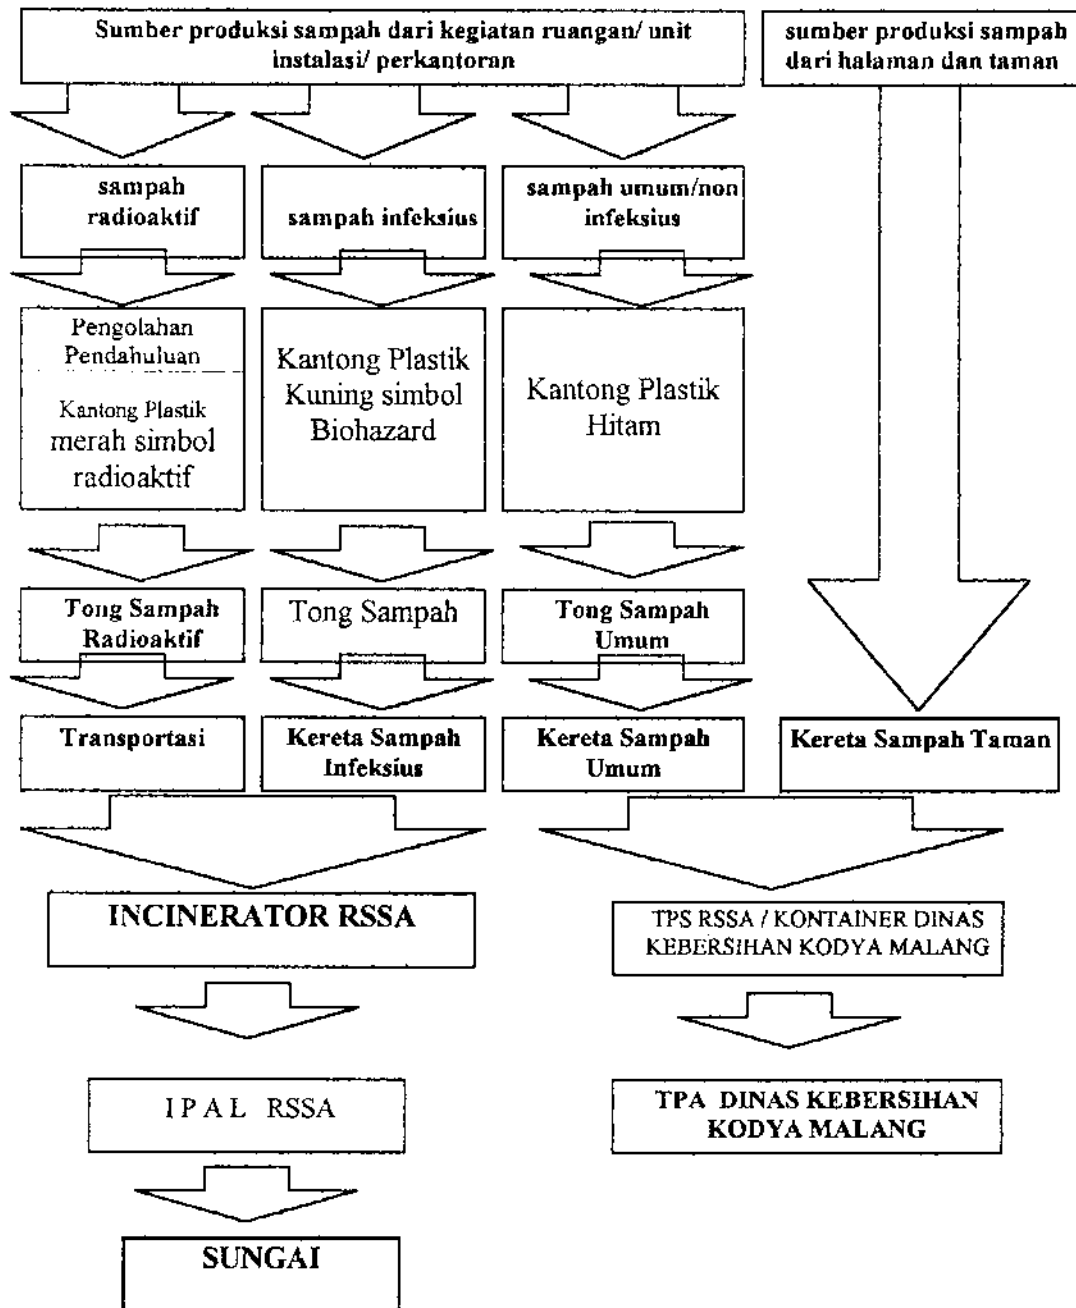 Sumber produksi sampah dari kegiatan ruangan/ unit
instalasi/ perkantoran
sumber produksi sampah
dari halaman dan taman
sampah
radioaktif
sampah infeksius
sampah umum/non
infeksius
Pengolahan
Pendahuluan
Kantong Plastik
merah simbol
radioaktif
Kantong Plastik
Kuning simbol
Biohazard
Kantong Plastik
Hitam
Tong Sampah
Radioaktif
Tong Sampah
Tong Sampah
Umum
Transportasi
Kereta Sampah
Infeksius
Kereta Sampah
Umum
Kereta Sampah Taman
INCINERATOR RSSA
TPS RSSA / KONTAINER DINAS
KEBERSIHAN KODYA MALANG
I P A L RSSA
TPA DINAS KEBERSIHAN
KODYA MALANG
SUNGAI